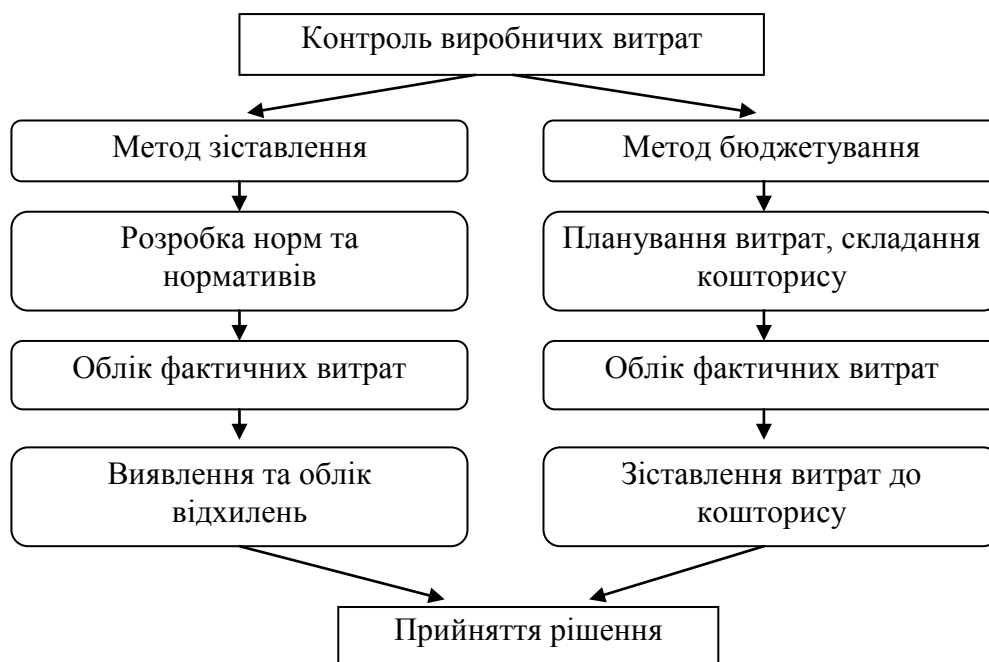 Контроль виробничих витрат
Метод зіставлення
Метод бюджетування
Розробка норм та
нормативів
Планування витрат, складання
кошторису
Облік фактичних витрат
Облік фактичних витрат
Виявлення та облік
відхилень
Зіставлення витрат до
кошторису
Прийняття рішення